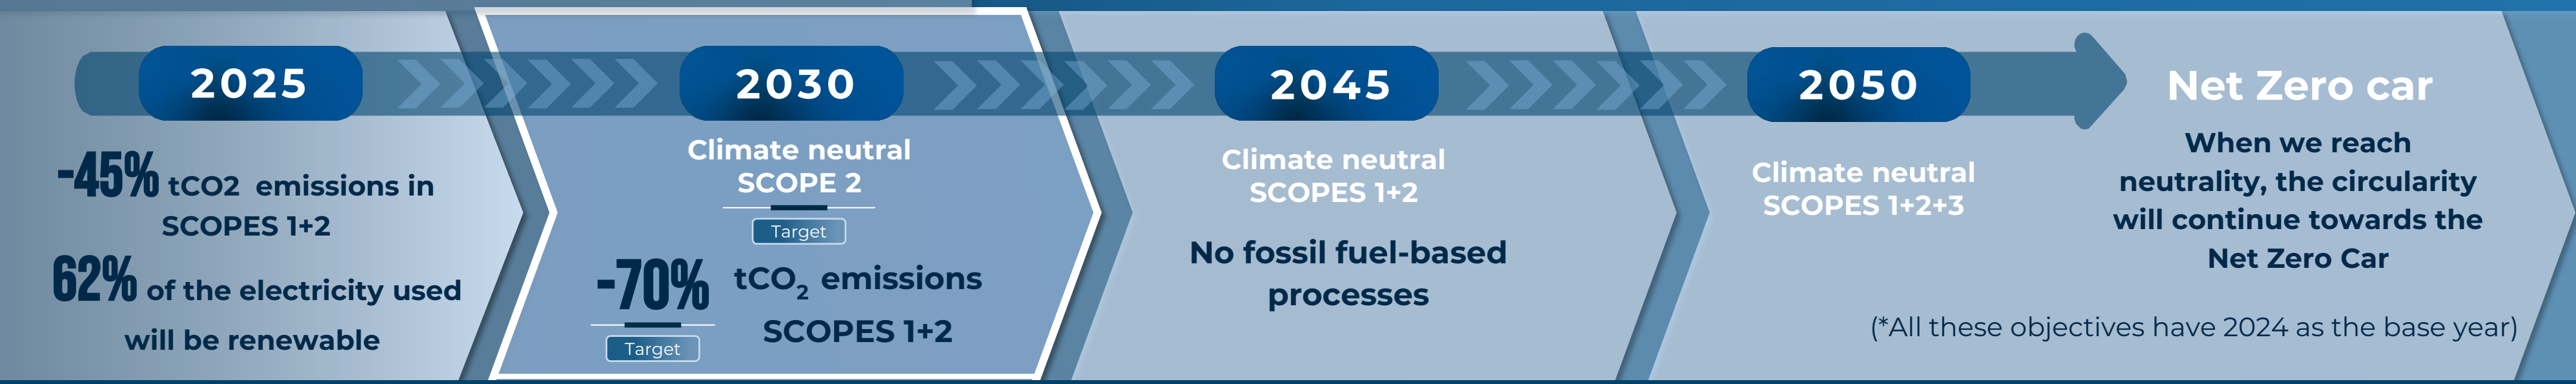 2025
-45% tCO2 emissions in
SCOPES 1+2
62% of the electricity used
will be renewable
2030
Climate neutral
SCOPE 2
Target
-70% tCO₂ emissions
SCOPES 1+2
Target
2045
Climate neutral
SCOPES 1+2
No fossil fuel-based
processes
2050
Climate neutral
SCOPES 1+2+3
Net Zero car
When we reach
neutrality, the circularity
will continue towards the
Net Zero Car
(*All these objectives have 2024 as the base year)